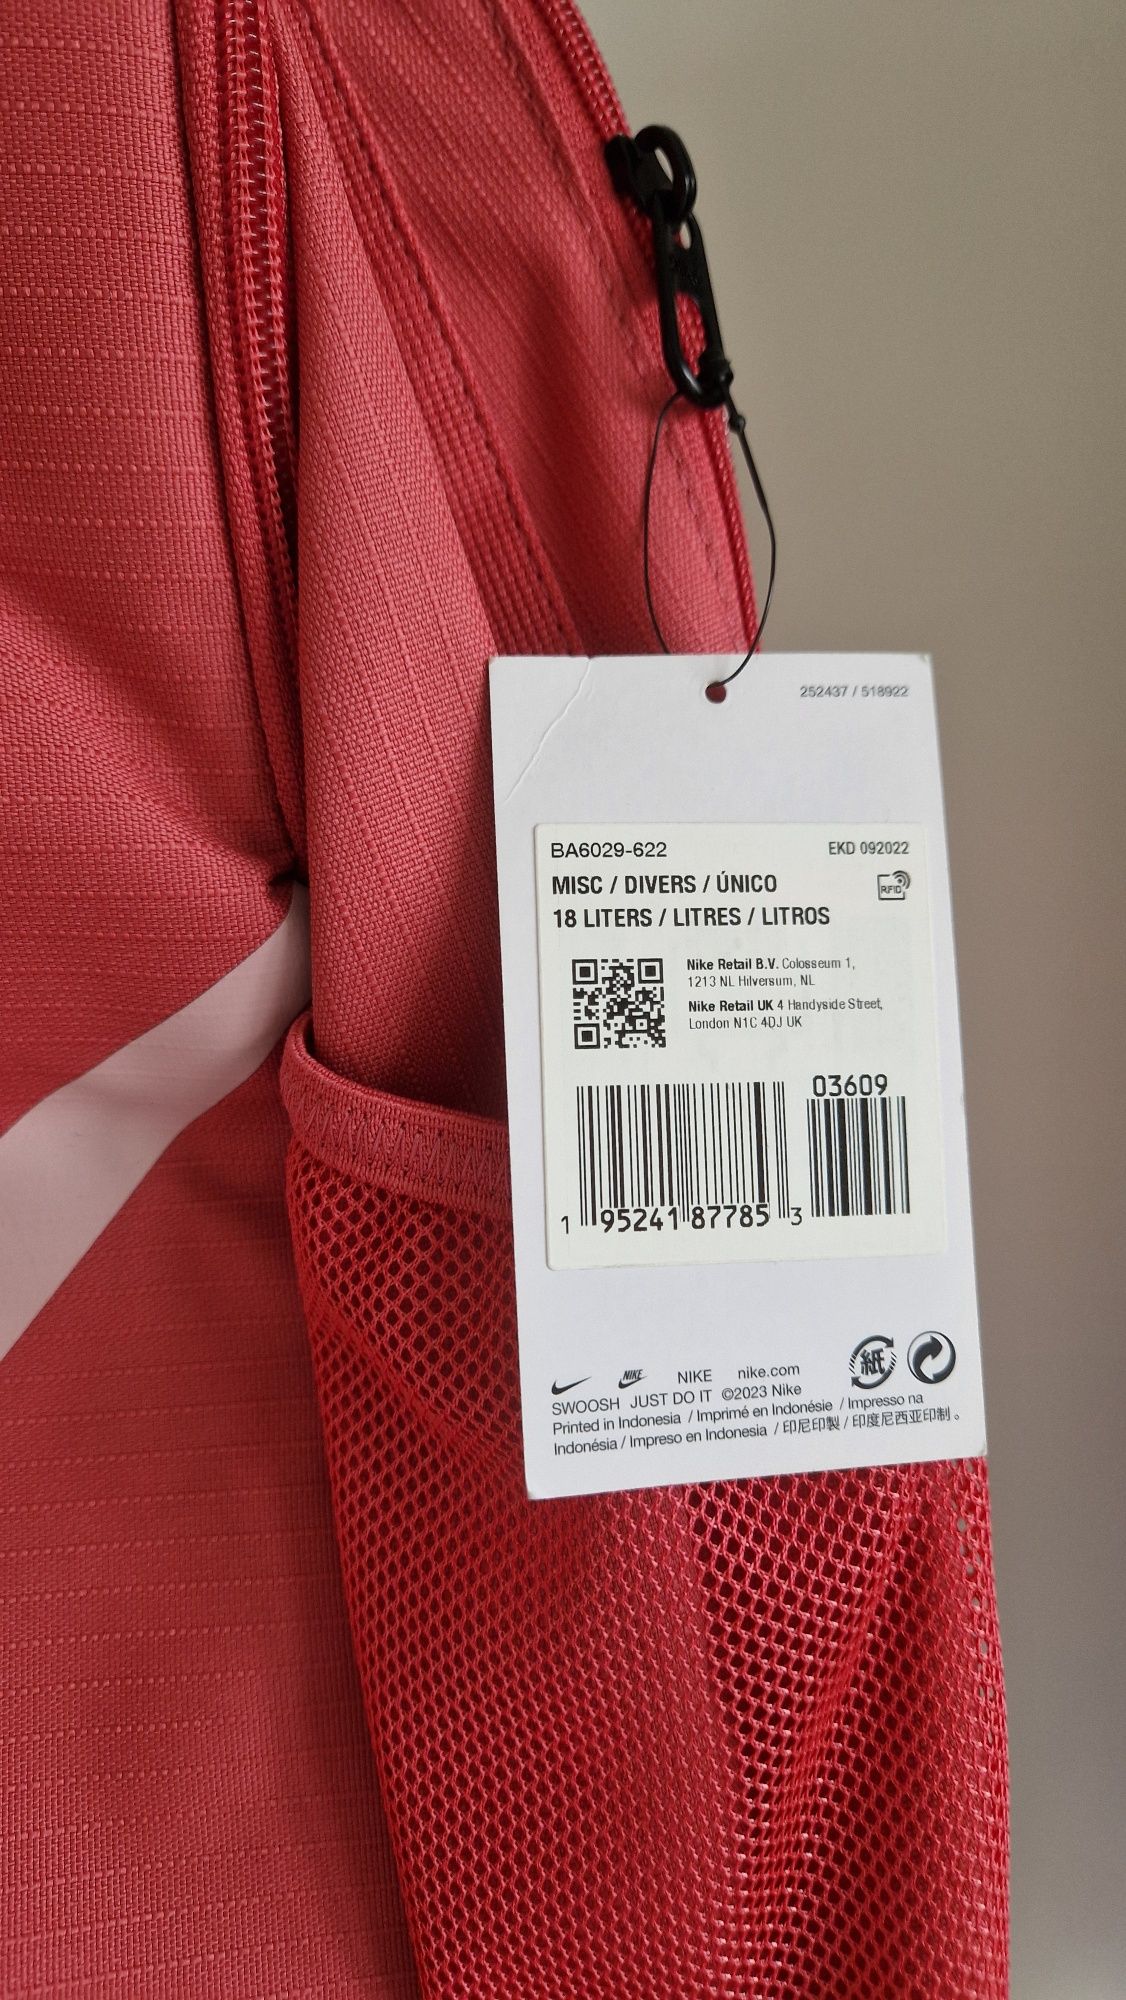 252437 / 518922
BA6029-622
EKD 092022
MISC / DIVERS / ÚNICO
RFID
18 LITERS / LITRES / LITROS
Nike Retail B.V. Colosseum 1,
1213 NL Hilversum, NL
Nike Retail UK 4 Handyside Street,
London N1C 4DJ UK
03609
1 95241 87785 3
NIKE NIKE nike.com
紙
SWOOSH JUST DO IT ©2023 Nike
Printed in Indonesia / Imprimé en Indonésie / Impresso na
Indonésia / Impreso en Indonesia / 印尼印製 / 印度尼西亚印制。